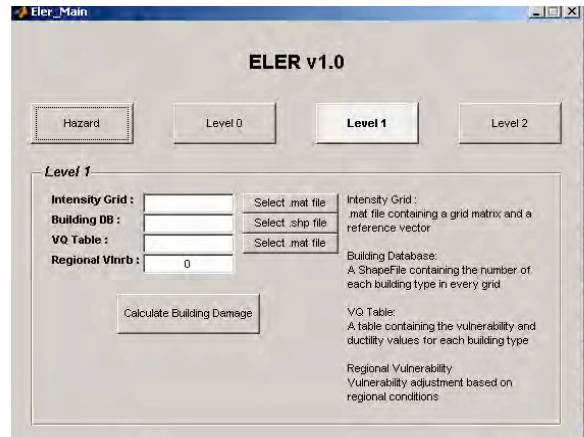 Eler_Main
ELER v1.0
Hazard
Level 0
Level 1
Level 2
Level 1
Intensity Grid :
Select .mat file
Building DB :
Select .shp file
VQ Table :
Select .mat file
Regional Vlnrb :
0
Calculate Building Damage
Intensity Grid :
.mat file containing a grid matrix and a
reference vector
Building Database:
A ShapeFile containing the number of
each building type in every grid
VQ Table:
A table containing the vulnerability and
ductility values for each building type
Regional Vulnerability
Vulnerability adjustment based on
regional conditions